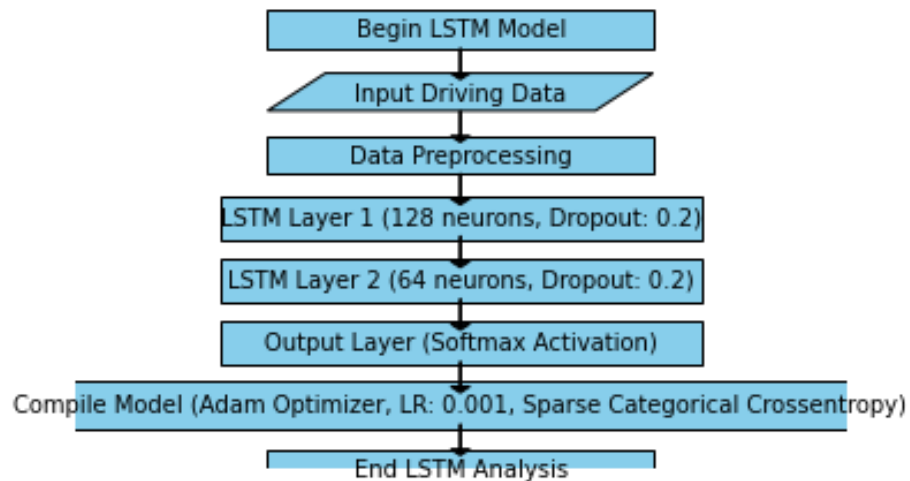 Begin LSTM Model
Input Driving Data
Data Preprocessing
LSTM Layer 1 (128 neurons, Dropout: 0.2)
LSTM Layer 2 (64 neurons, Dropout: 0.2)
Output Layer (Softmax Activation)
Compile Model (Adam Optimizer, LR: 0.001, Sparse Categorical Crossentropy)
End LSTM Analysis